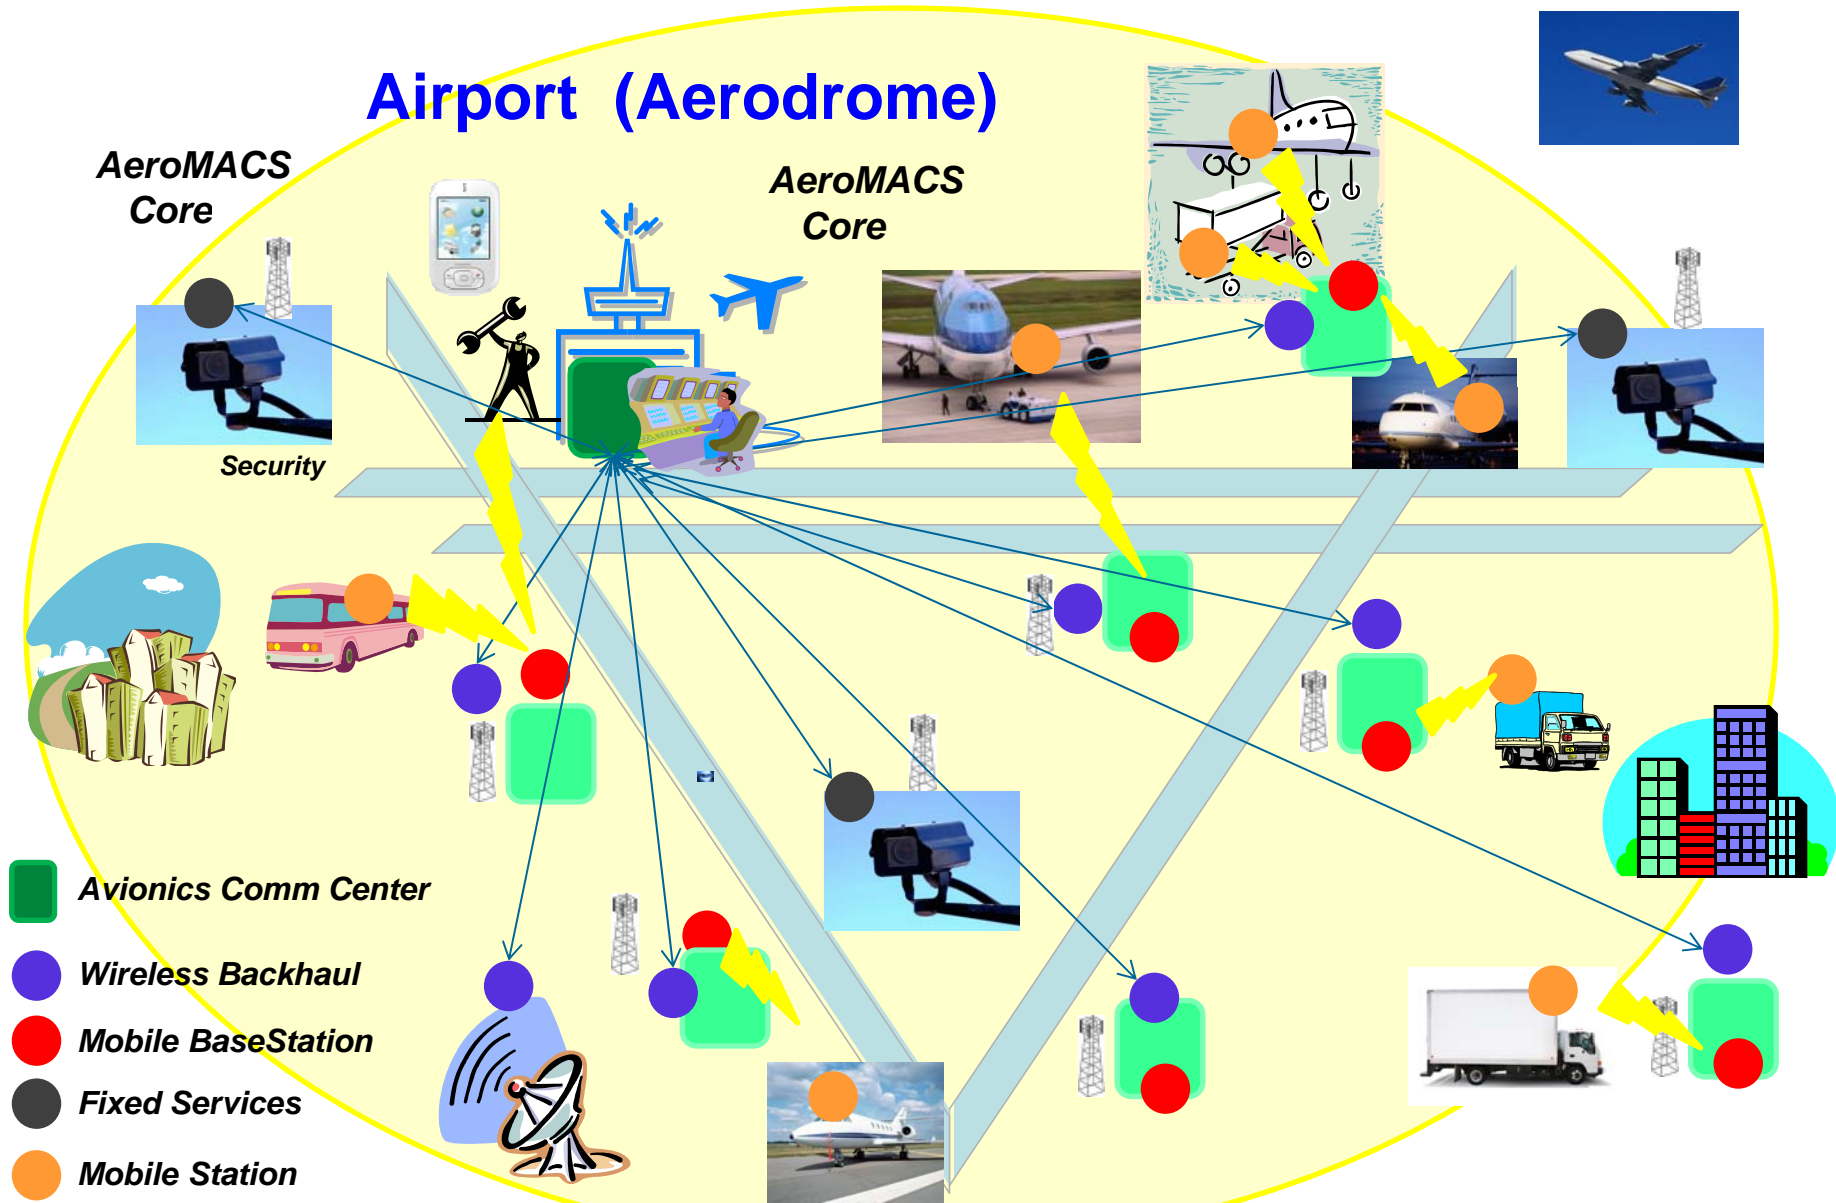 Airport (Aerodrome)
AeroMACS
Core
AeroMACS
Core
Security
Avionics Comm Center
Wireless Backhaul
Mobile BaseStation
Fixed Services
Mobile Station